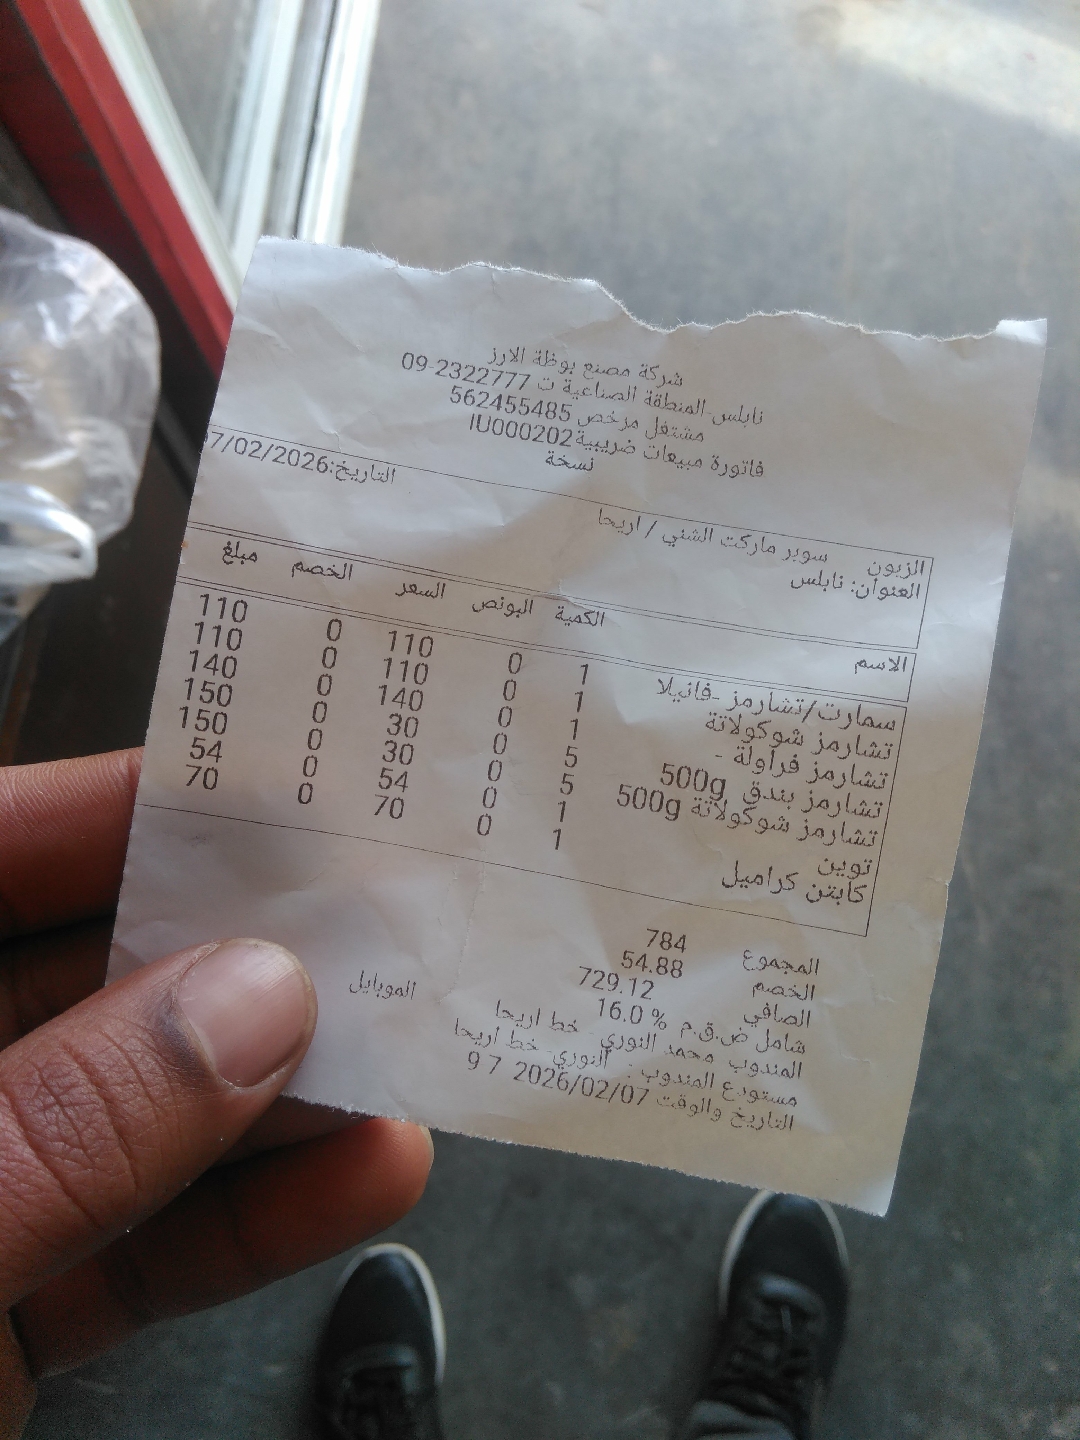 شركة مصنع بوظة الارز
نابلس-المنطقة الصناعية ت 09-2322777
مشتغل مرخص 562455485
فاتورة مبيعات ضريبية IU000202
نسخة
التاريخ:07/02/2026
الزبون سوبر ماركت الشني / اريحا
العنوان: نابلس
الاسم الكمية البونص السعر الخصم مبلغ
سمارت/تشارمز -فانيلا 1 0 110 0 110
تشارمز شوكولاتة 1 0 110 0 110
تشارمز فراولة - 1 0 140 0 140
تشارمز بندق 500g 5 0 30 0 150
تشارمز شوكولاتة 500g 5 0 30 0 150
توين 1 0 54 0 54
كابتن كراميل 1 0 70 0 70
المجموع 784
الخصم 54.88
الصافي 729.12
شامل ض.ق.م % 16.0
المندوب محمد النوري - خط اريحا الموبايل
مستودع المندوب : النوري- خط اريحا
التاريخ والوقت 2026/02/07 7 9